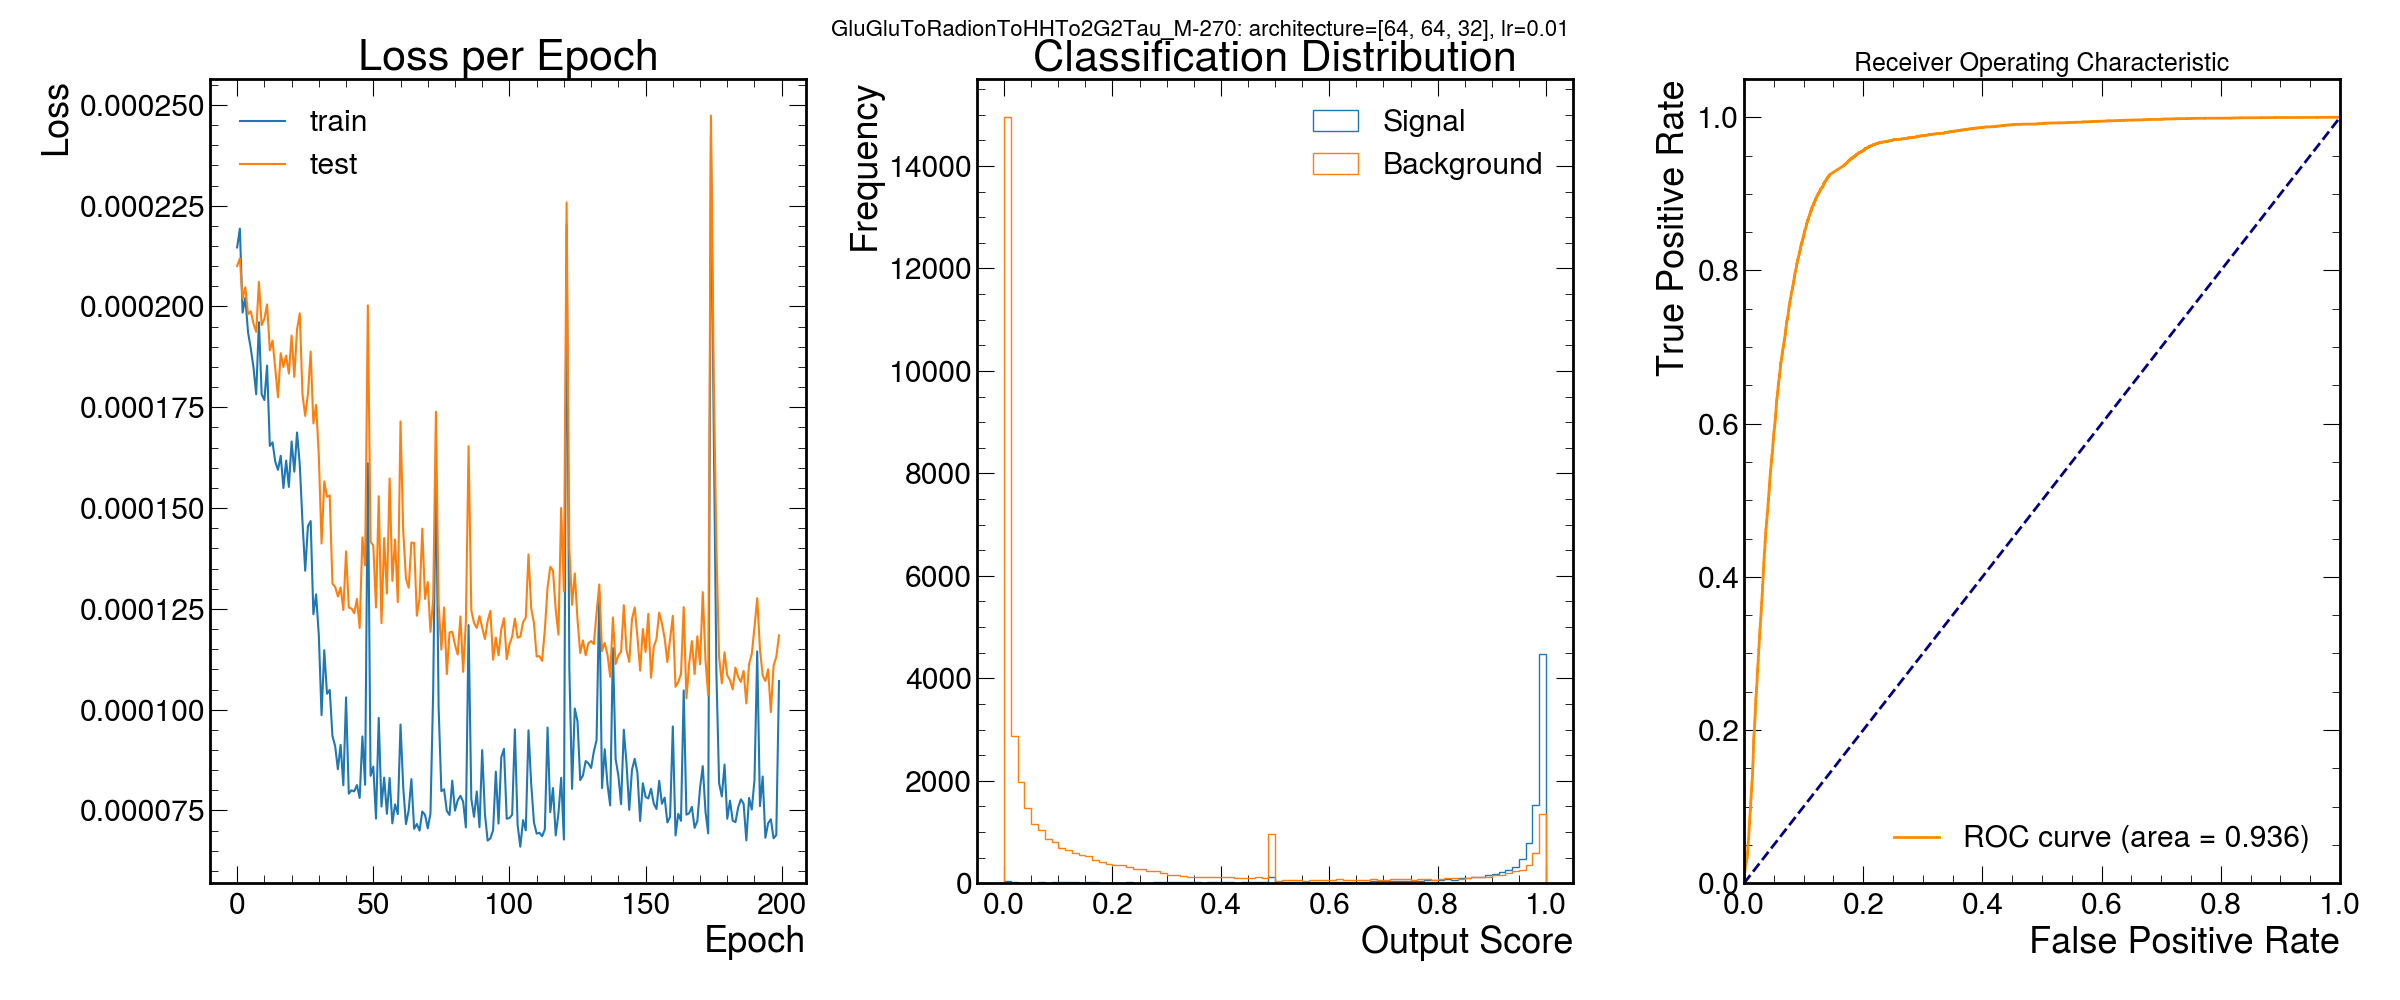 GluGluToRadionToHHTo2G2Tau_M-270: architecture=[64, 64, 32], lr=0.01
Loss per Epoch
Loss
0.000250
0.000225
0.000200
0.000175
0.000150
0.000125
0.000100
0.000075
train
test
0 50 100 150 200
Epoch
Classification Distribution
Frequency
14000
12000
10000
8000
6000
4000
2000
0
Signal
Background
0.0 0.2 0.4 0.6 0.8 1.0
Output Score
Receiver Operating Characteristic
True Positive Rate
1.0
0.8
0.6
0.4
0.2
0.0
ROC curve (area = 0.936)
0.0 0.2 0.4 0.6 0.8 1.0
False Positive Rate